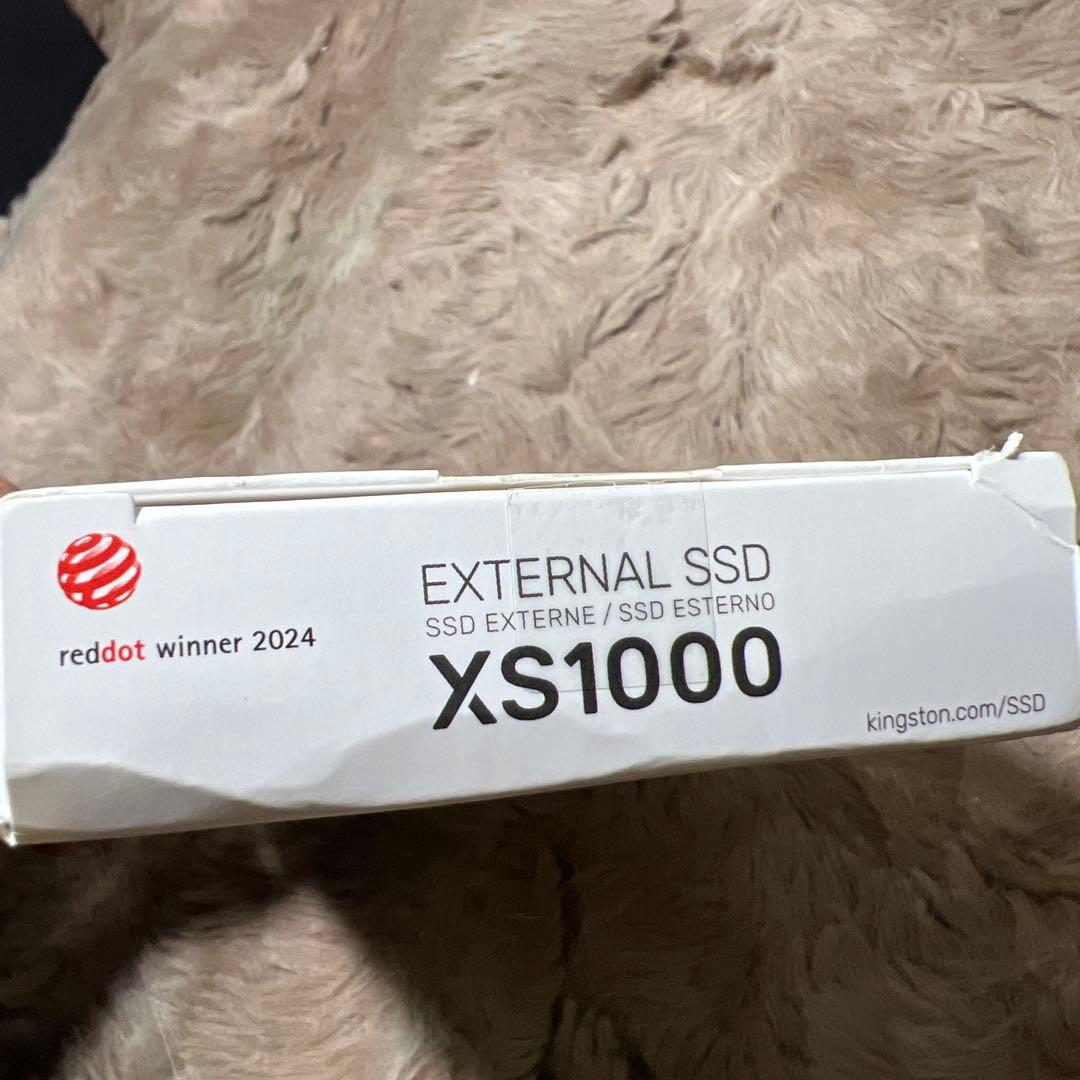 reddot winner 2024
EXTERNAL SSD
SSD EXTERNE / SSD ESTERNO
XS1000
kingston.com/SSD